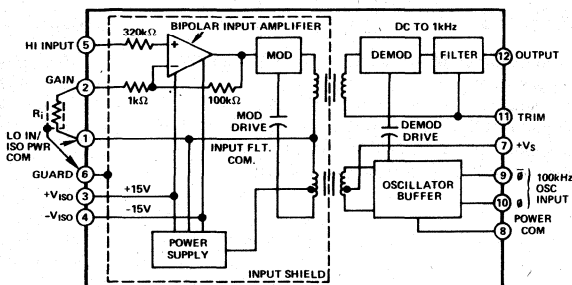 BIPOLAR INPUT AMPLIFIER
DC TO 1kHz
HI INPUT 5
320kΩ
+
−
MOD
DEMOD
FILTER
12 OUTPUT
GAIN
2
1kΩ
100kΩ
MOD
DRIVE
DEMOD
DRIVE
Ri
11
TRIM
LO IN/
ISO PWR
COM
1
INPUT FLT.
COM.
7
+VS
6
GUARD
OSCILLATOR
BUFFER
9 ø̅
10 ø
100kHz
OSC
INPUT
3
+VISO
+15V
4
−VISO
-15V
POWER
COM
8
POWER
SUPPLY
INPUT SHIELD